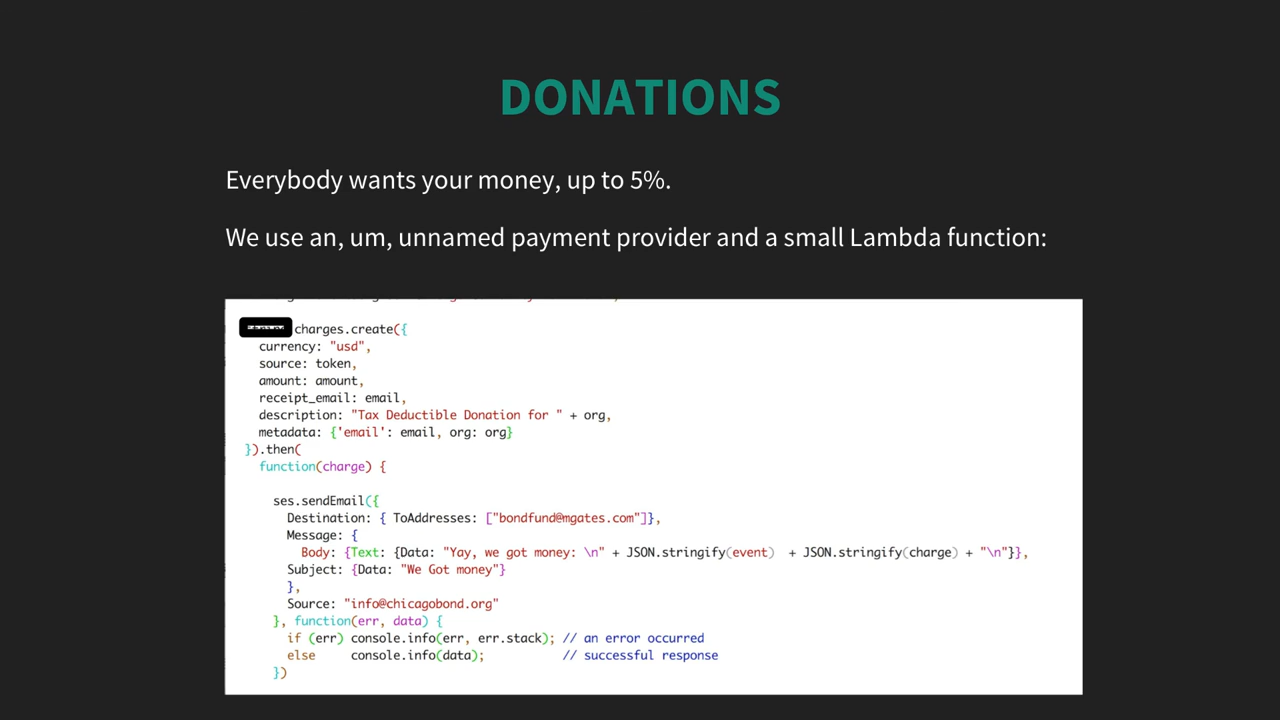 DONATIONS
Everybody wants your money, up to 5%.
We use an, um, unnamed payment provider and a small Lambda function:
charges.create({
currency: "usd",
source: token,
amount: amount,
receipt_email: email,
description: "Tax Deductible Donation for " + org,
metadata: {'email': email, org: org}
}).then(
function(charge) {
ses.sendEmail({
Destination: { ToAddresses: ["bondfund@mgates.com"]},
Message: {
Body: {Text: {Data: "Yay, we got money: \n" + JSON.stringify(event)  + JSON.stringify(charge) + "\n"}},
Subject: {Data: "We Got money"}
},
Source: "info@chicagobond.org"
}, function(err, data) {
if (err) console.info(err, err.stack); // an error occurred
else     console.info(data);           // successful response
})